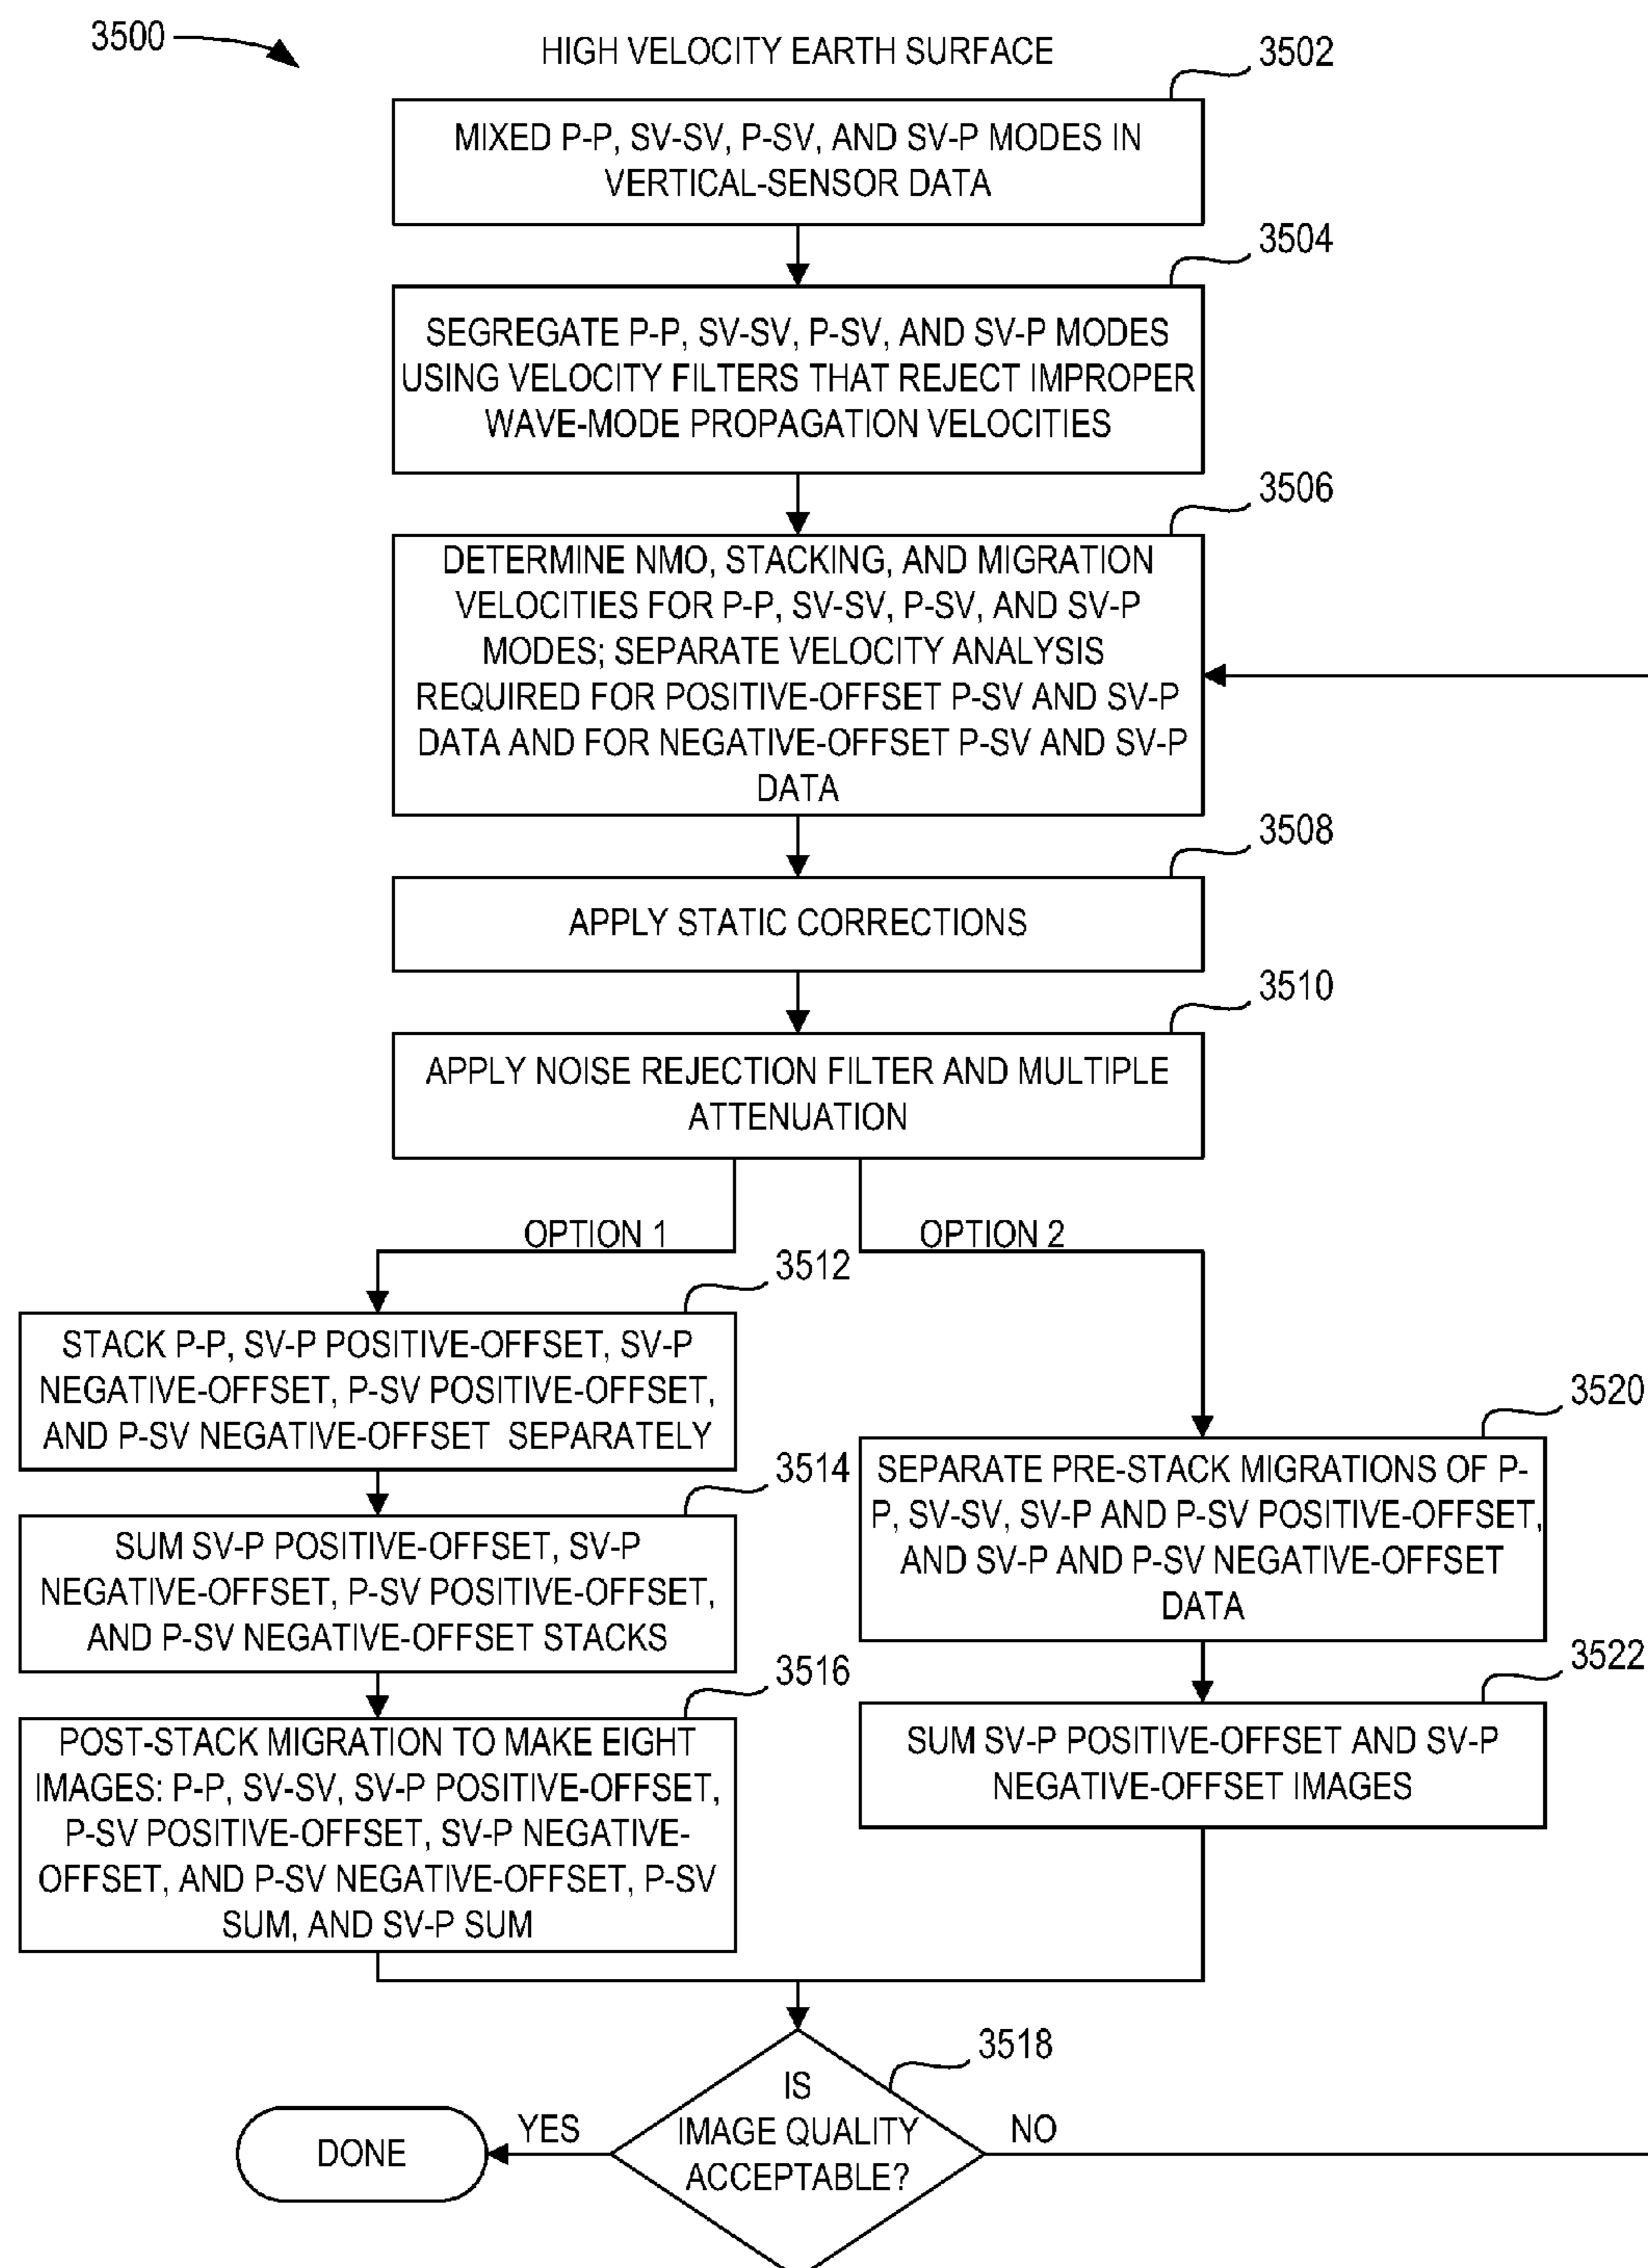 3500
HIGH VELOCITY EARTH SURFACE
3502
MIXED P-P, SV-SV, P-SV, AND SV-P MODES IN
VERTICAL-SENSOR DATA
3504
SEGREGATE P-P, SV-SV, P-SV, AND SV-P MODES
USING VELOCITY FILTERS THAT REJECT IMPROPER
WAVE-MODE PROPAGATION VELOCITIES
3506
DETERMINE NMO, STACKING, AND MIGRATION
VELOCITIES FOR P-P, SV-SV, P-SV, AND SV-P
MODES; SEPARATE VELOCITY ANALYSIS
REQUIRED FOR POSITIVE-OFFSET P-SV AND SV-P
DATA AND FOR NEGATIVE-OFFSET P-SV AND SV-P
DATA
3508
APPLY STATIC CORRECTIONS
3510
APPLY NOISE REJECTION FILTER AND MULTIPLE
ATTENUATION
OPTION 1
OPTION 2
3512
STACK P-P, SV-P POSITIVE-OFFSET, SV-P
NEGATIVE-OFFSET, P-SV POSITIVE-OFFSET,
AND P-SV NEGATIVE-OFFSET SEPARATELY
3514
SUM SV-P POSITIVE-OFFSET, SV-P
NEGATIVE-OFFSET, P-SV POSITIVE-OFFSET,
AND P-SV NEGATIVE-OFFSET STACKS
3516
POST-STACK MIGRATION TO MAKE EIGHT
IMAGES: P-P, SV-SV, SV-P POSITIVE-OFFSET,
P-SV POSITIVE-OFFSET, SV-P NEGATIVE-
OFFSET, AND P-SV NEGATIVE-OFFSET, P-SV
SUM, AND SV-P SUM
3520
SEPARATE PRE-STACK MIGRATIONS OF P-
P, SV-SV, SV-P AND P-SV POSITIVE-OFFSET,
AND SV-P AND P-SV NEGATIVE-OFFSET
DATA
3522
SUM SV-P POSITIVE-OFFSET AND SV-P
NEGATIVE-OFFSET IMAGES
3518
IS
IMAGE QUALITY
ACCEPTABLE?
YES
NO
DONE